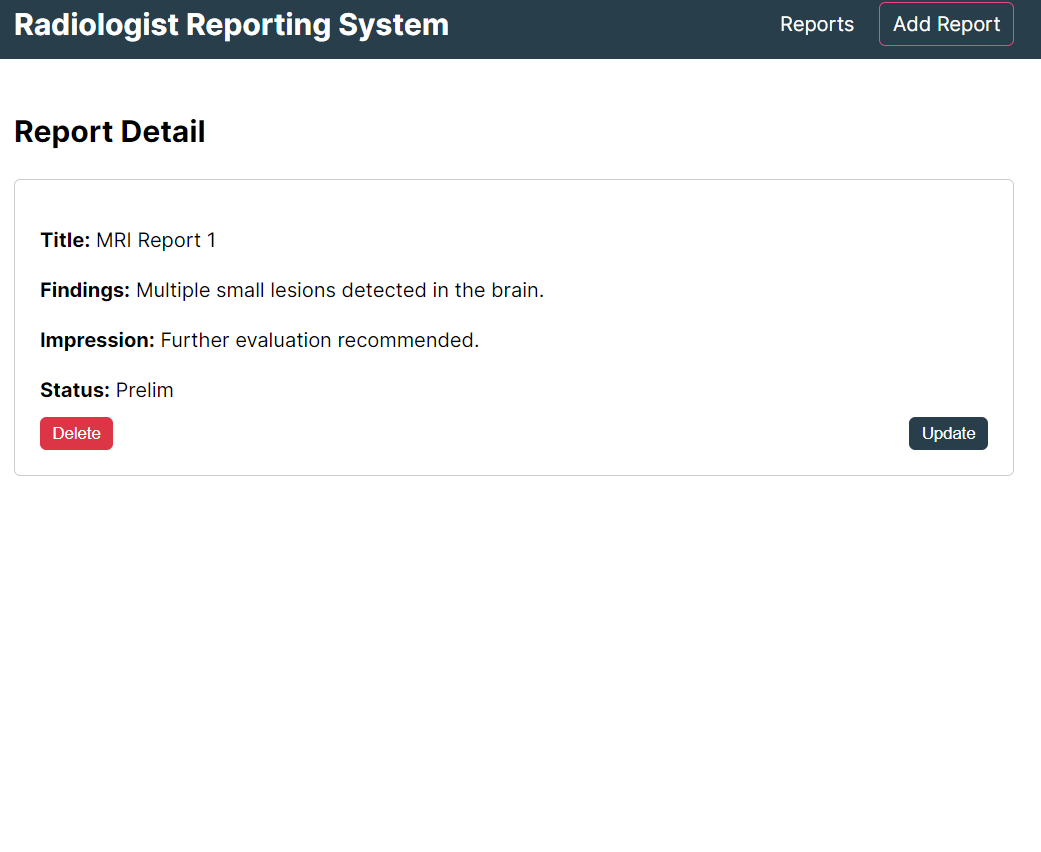 Radiologist Reporting System Reports Add Report
Report Detail
Title: MRI Report 1
Findings: Multiple small lesions detected in the brain.
Impression: Further evaluation recommended.
Status: Prelim
Delete Update